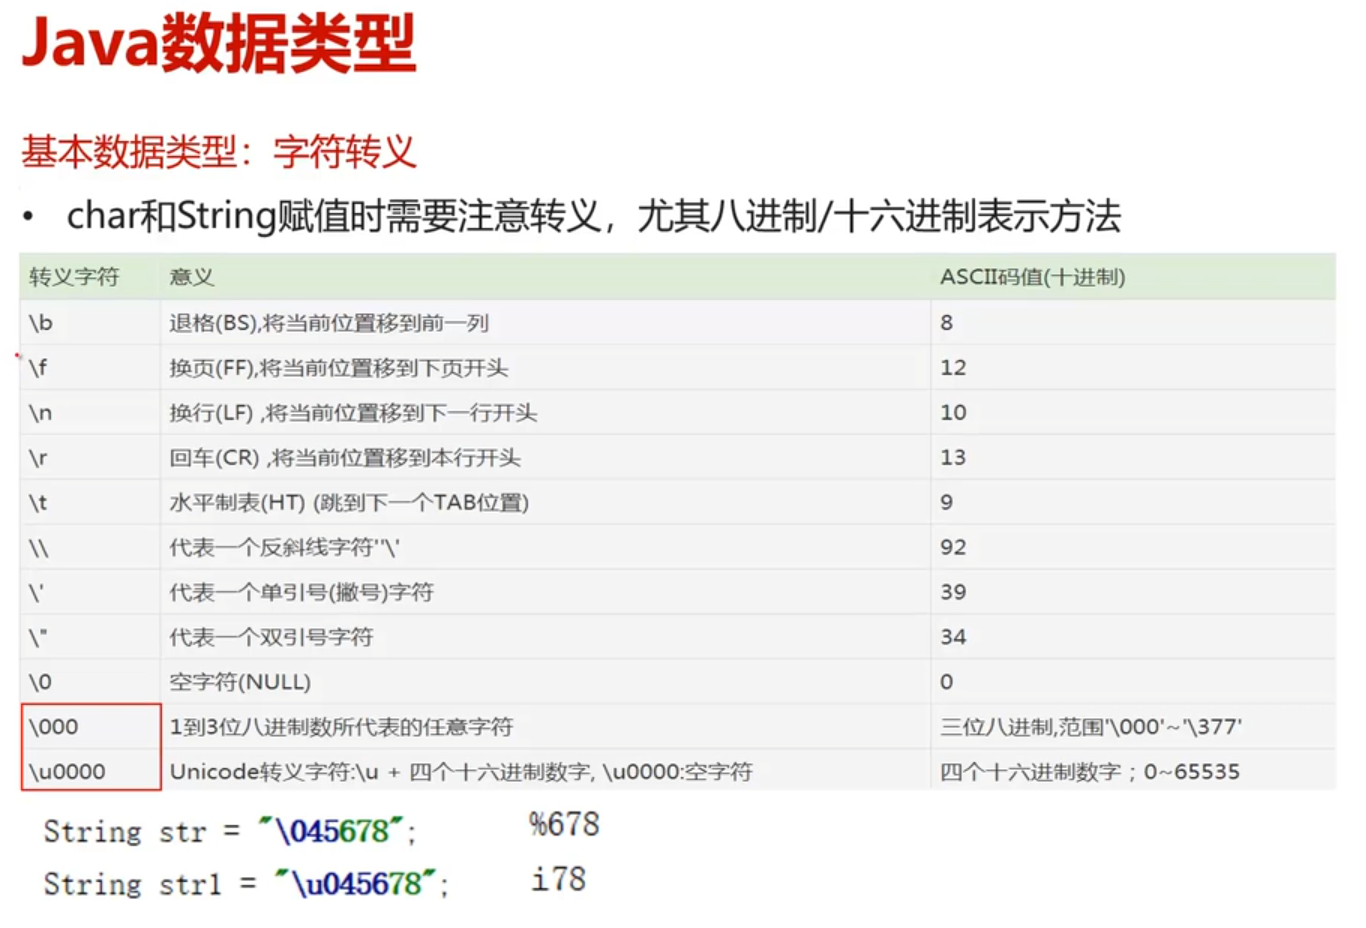 Java数据类型
基本数据类型：字符转义
• char和String赋值时需要注意转义，尤其八进制/十六进制表示方法
转义字符 意义 ASCII码值(十进制)
\b 退格(BS),将当前位置移到前一列 8
\f 换页(FF),将当前位置移到下页开头 12
\n 换行(LF) ,将当前位置移到下一行开头 10
\r 回车(CR) ,将当前位置移到本行开头 13
\t 水平制表(HT) (跳到下一个TAB位置) 9
\\ 代表一个反斜线字符''\' 92
\' 代表一个单引号(撇号)字符 39
\" 代表一个双引号字符 34
\0 空字符(NULL) 0
\000 1到3位八进制数所代表的任意字符 三位八进制,范围'\000'~'\377'
\u0000 Unicode转义字符:\u + 四个十六进制数字, \u0000:空字符 四个十六进制数字；0~65535
String str = "\045678"; %678
String str1 = "\u045678"; i78